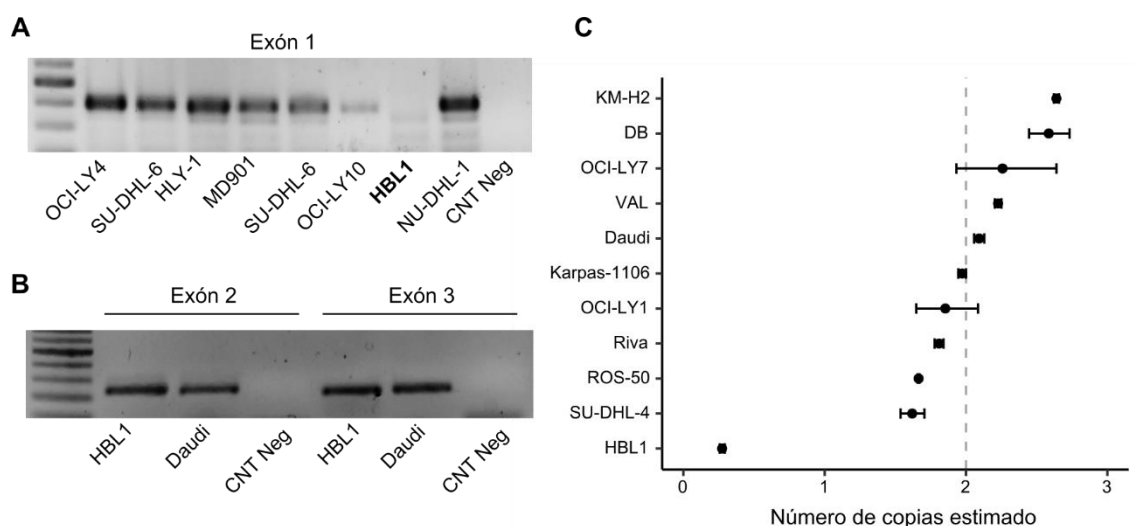 A
Exón 1
OCI-LY4
SU-DHL-6
HLY-1
MD901
SU-DHL-6
OCI-LY10
HBL1
NU-DHL-1
CNT Neg
B
Exón 2
Exón 3
HBL1
Daudi
CNT Neg
HBL1
Daudi
CNT Neg
C
KM-H2
DB
OCI-LY7
VAL
Daudi
Karpas-1106
OCI-LY1
Riva
ROS-50
SU-DHL-4
HBL1
0 1 2 3
Número de copias estimado